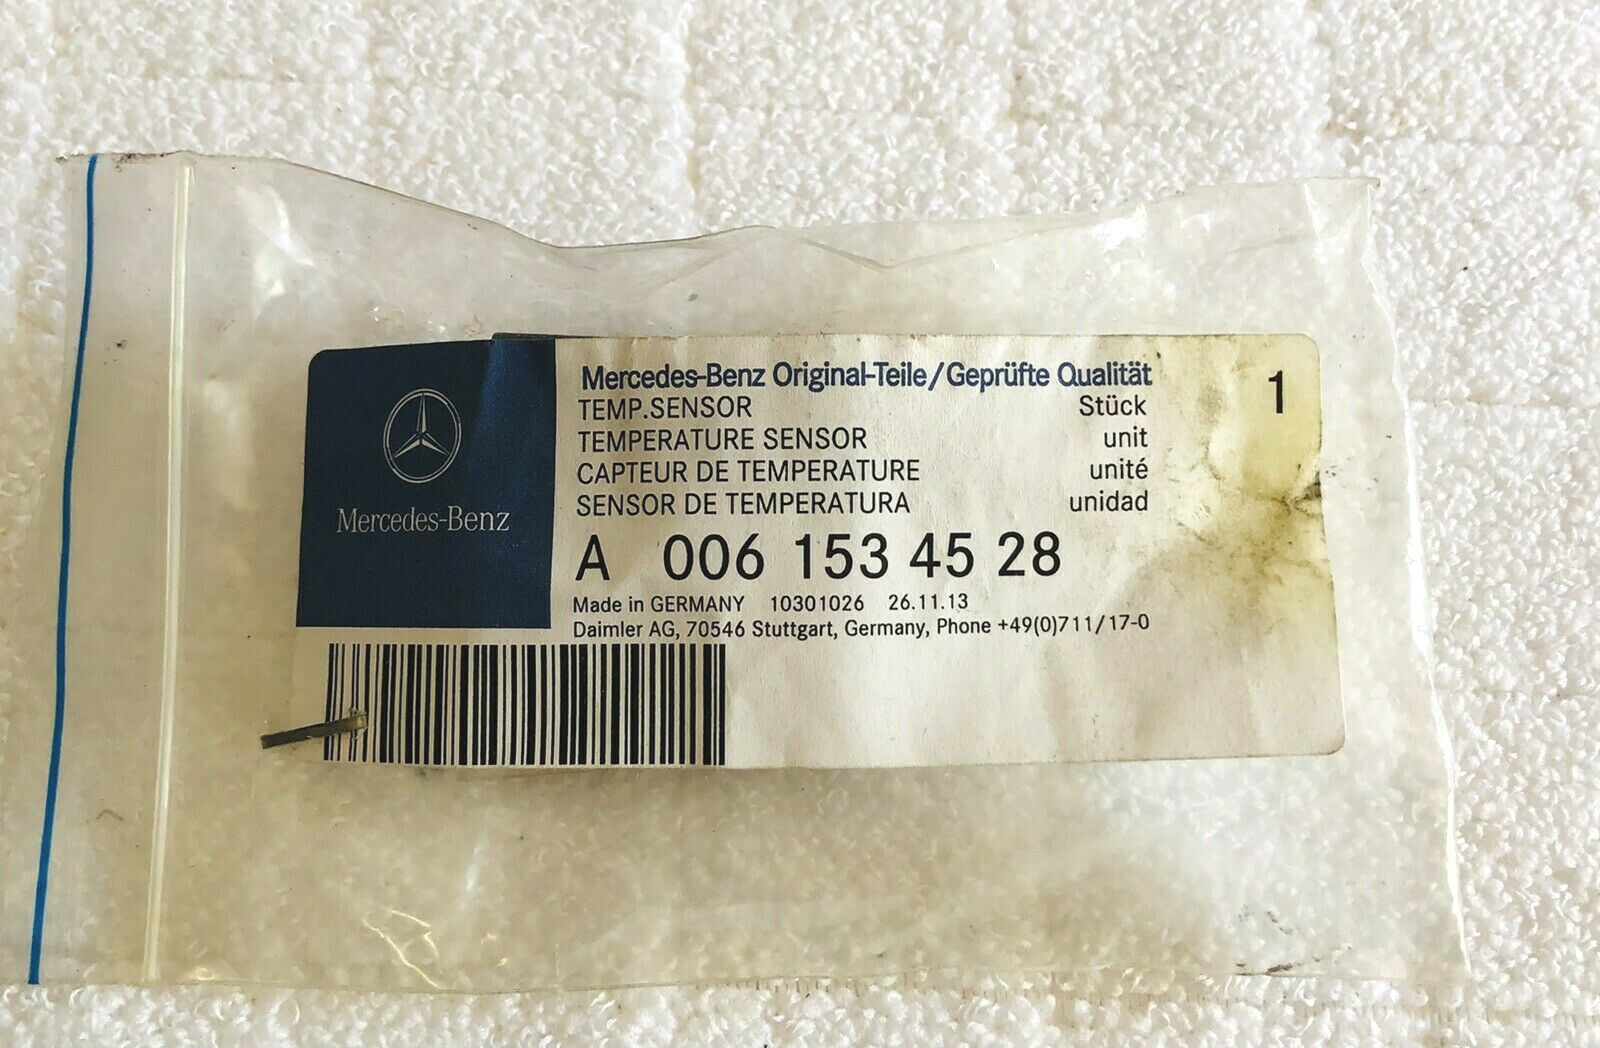 Mercedes-Benz
Mercedes-Benz Original-Teile/Geprüfte Qualität
TEMP.SENSOR Stück 1
TEMPERATURE SENSOR unit
CAPTEUR DE TEMPERATURE unité
SENSOR DE TEMPERATURA unidad
A 006 153 45 28
Made in GERMANY 10301026 26.11.13
Daimler AG, 70546 Stuttgart, Germany, Phone +49(0)711/17-0